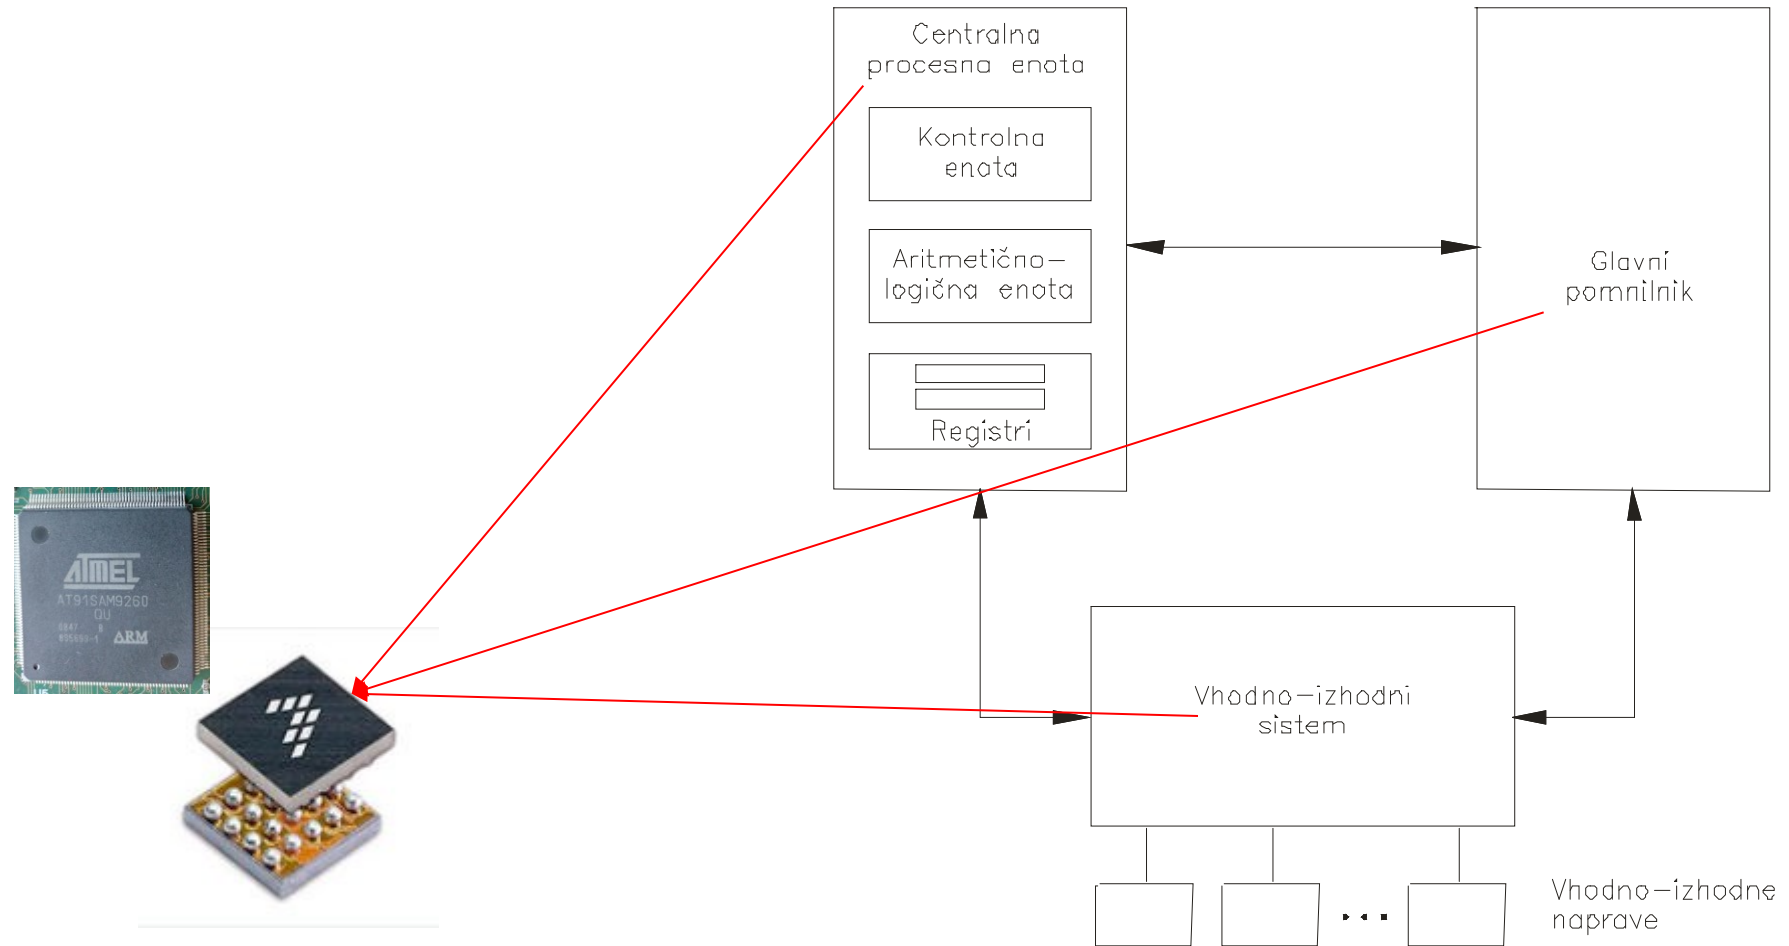 Centralna
procesna enota
Kontrolna
enota
Aritmetično-
logična enota
Registri
Glavni
pomnilnik
Vhodno-izhodni
sistem
Vhodno-izhodne
naprave
ATMEL
AT91SAM9260
QU
ARM